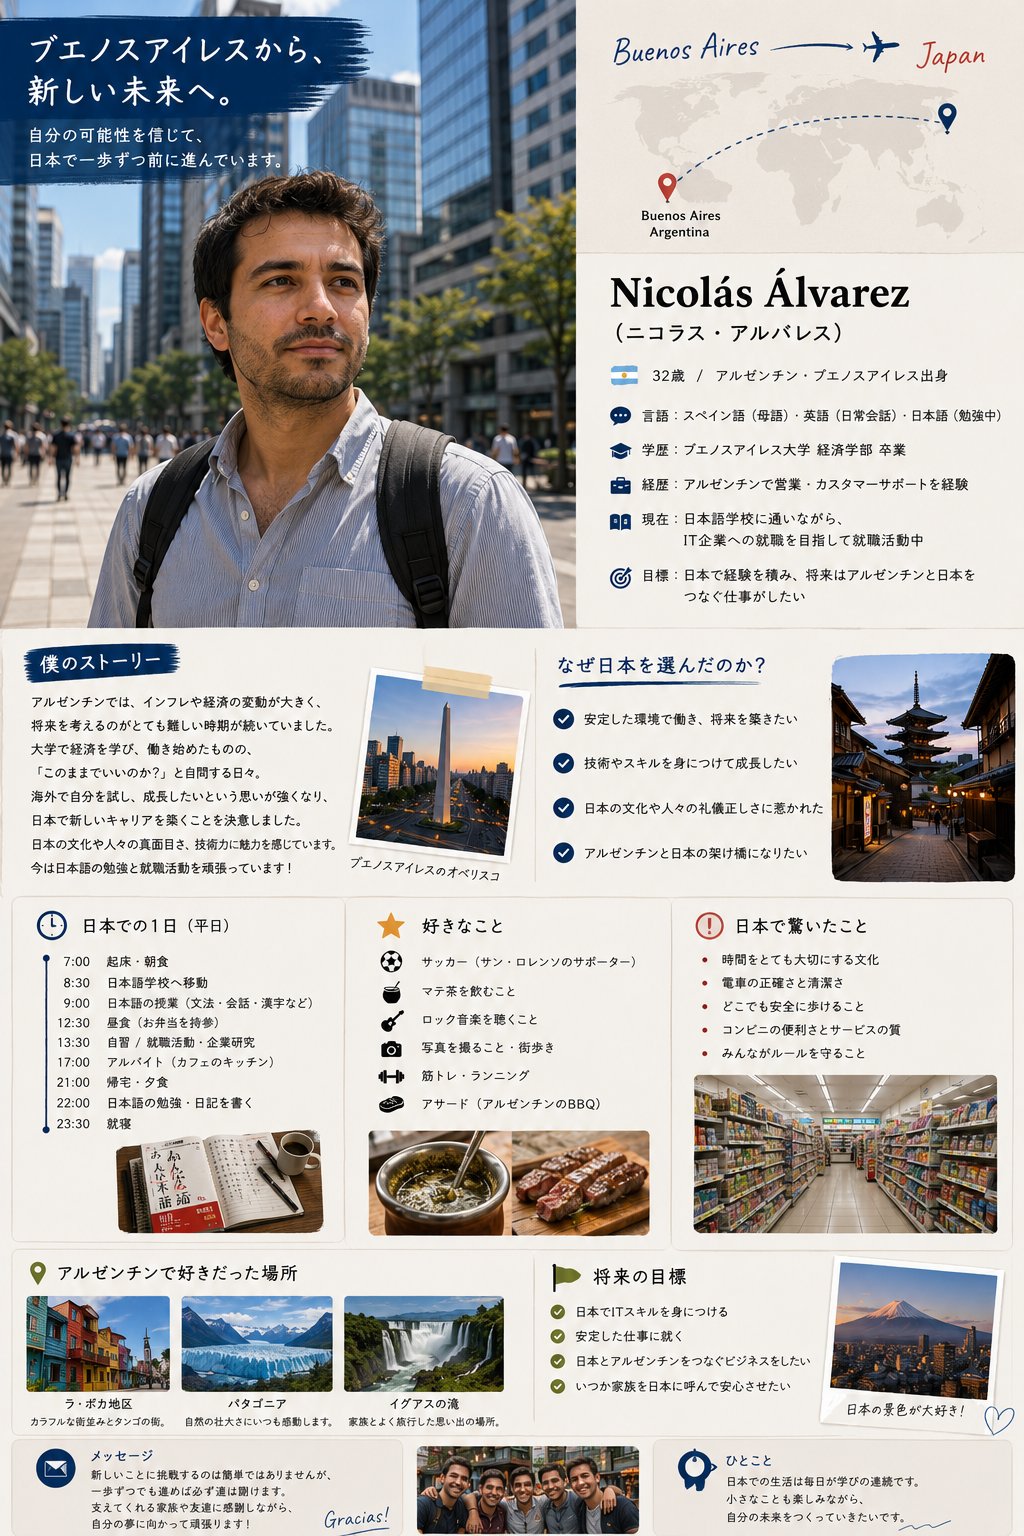 ブエノスアイレスから、
新しい未来へ。
自分の可能性を信じて、
日本で一歩ずつ前に進んでいます。
Buenos Aires
Japan
Buenos Aires
Argentina
Nicolás Álvarez
（ニコラス・アルバレス）
32歳 / アルゼンチン・ブエノスアイレス出身
言語：スペイン語（母語）・英語（日常会話）・日本語（勉強中）
学歴：ブエノスアイレス大学 経済学部 卒業
経歴：アルゼンチンで営業・カスタマーサポートを経験
現在：日本語学校に通いながら、
IT企業への就職を目指して就職活動中
目標：日本で経験を積み、将来はアルゼンチンと日本を
つなぐ仕事がしたい
僕のストーリー
アルゼンチンでは、インフレや経済の変動が大きく、
将来を考えるのがとても難しい時期が続いていました。
大学で経済を学び、働き始めたものの、
「このままでいいのか？」と自問する日々。
海外で自分を試し、成長したいという思いが強くなり、
日本で新しいキャリアを築くことを決意しました。
日本の文化や人々の真面目さ、技術力に魅力を感じています。
今は日本語の勉強と就職活動を頑張っています！
ブエノスアイレスのオベリスコ
なぜ日本を選んだのか？
安定した環境で働き、将来を築きたい
技術やスキルを身につけて成長したい
日本の文化や人々の礼儀正しさに惹かれた
アルゼンチンと日本の架け橋になりたい
日本での1日（平日）
7:00 起床・朝食
8:30 日本語学校へ移動
9:00 日本語の授業（文法・会話・漢字など）
12:30 昼食（お弁当を持参）
13:30 自習 / 就職活動・企業研究
17:00 アルバイト（カフェのキッチン）
21:00 帰宅・夕食
22:00 日本語の勉強・日記を書く
23:30 就寝
好きなこと
サッカー（サン・ロレンソのサポーター）
マテ茶を飲むこと
ロック音楽を聴くこと
写真を撮ること・街歩き
筋トレ・ランニング
アサード（アルゼンチンのBBQ）
日本で驚いたこと
時間をとても大切にする文化
電車の正確さと清潔さ
どこでも安全に歩けること
コンビニの便利さとサービスの質
みんながルールを守ること
アルゼンチンで好きだった場所
ラ・ボカ地区
カラフルな街並みとタンゴの街。
パタゴニア
自然の壮大さにいつも感動します。
イグアスの滝
家族とよく旅行した思い出の場所。
将来の目標
日本でITスキルを身につける
安定した仕事に就く
日本とアルゼンチンをつなぐビジネスをしたい
いつか家族を日本に呼んで安心させたい
日本の景色が大好き！
メッセージ
新しいことに挑戦するのは簡単ではありませんが、
一歩ずつでも進めば必ず道は開けます。
支えてくれる家族や友達に感謝しながら、
自分の夢に向かって頑張ります！
Gracias!
ひとこと
日本での生活は毎日が学びの連続です。
小さなことも楽しみながら、
自分の未来をつくっていきたいです。